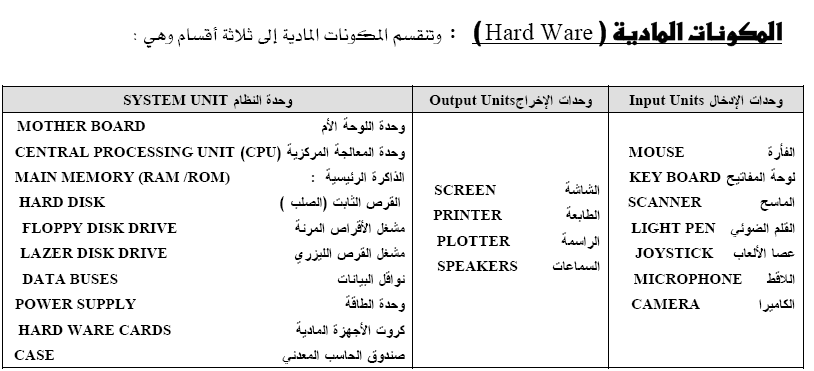 المكونات المادية ( Hard Ware ) : وتنقسم المكونات المادية إلى ثلاثة أقسام وهي :
وحدات الإدخال Input Units
الفأرة MOUSE
لوحة المفاتيح KEY BOARD
الماسح SCANNER
القلم الضوئي LIGHT PEN
عصا الألعاب JOYSTICK
اللاقط MICROPHONE
الكاميرا CAMERA
وحدات الإخراج Output Units
الشاشة SCREEN
الطابعة PRINTER
الراسمة PLOTTER
السماعات SPEAKERS
وحدة النظام SYSTEM UNIT
وحدة اللوحة الأم MOTHER BOARD
وحدة المعالجة المركزية CENTRAL PROCESSING UNIT (CPU)
الذاكرة الرئيسية : MAIN MEMORY (RAM /ROM)
القرص الثابت (الصلب ) HARD DISK
مشغل الأقراص المرنة FLOPPY DISK DRIVE
مشغل القرص الليزري LAZER DISK DRIVE
نواقل البيانات DATA BUSES
وحدة الطاقة POWER SUPPLY
كروت الأجهزة المادية HARD WARE CARDS
صندوق الحاسب المعدني CASE